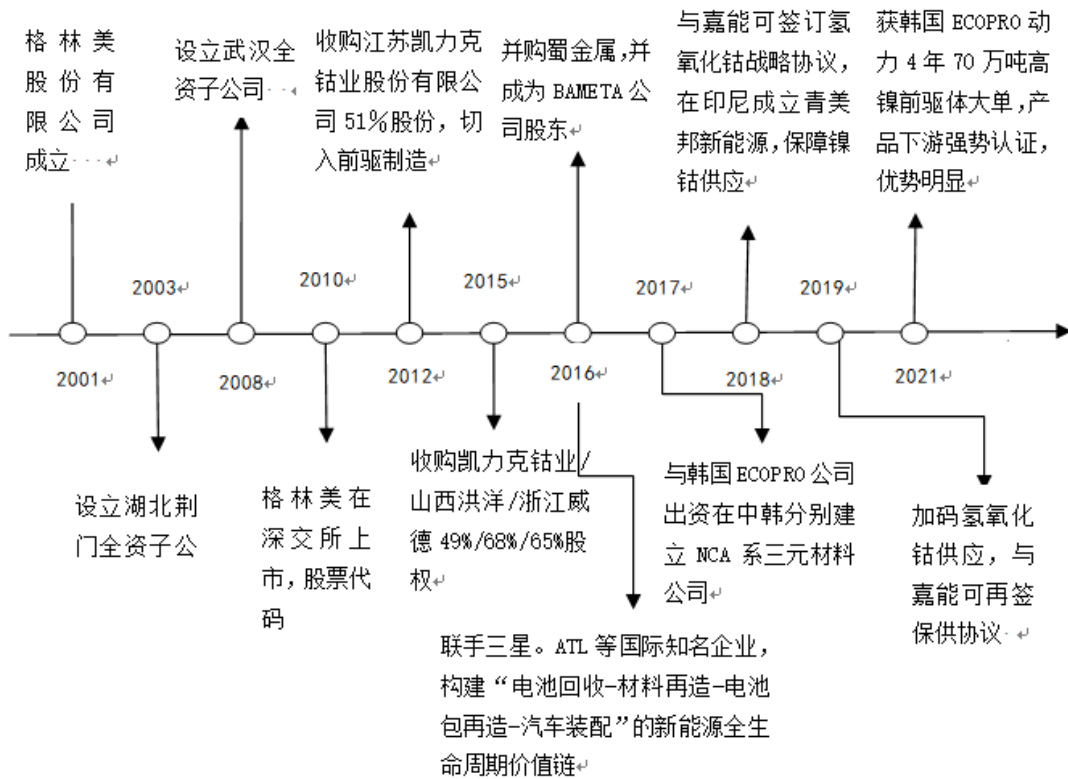 格林美
股份有
限公司
成立····↵
设立武汉全
资子公司···↵
收购江苏凯力克
钴业股份有限公
司51%股份，切
入前驱制造↵
并购蜀金属，并
成为BAMETA公
司股东↵
与嘉能可签订氢
氧化钴战略协议，
在印尼成立青美
邦新能源，保障镍
钴供应↵
获韩国ECOPRO动
力4年70万吨高
镍前驱体大单，产
品下游强势认证，
优势明显↵
2003↵
2010↵
2015↵
2017↵
2019↵
2001↵
2008↵
2012↵
2016↵
2018↵
2021↵
设立湖北荆
门全资子公
格林美在
深交所上
市，股票代
码
收购凯力克钴业/
山西洪洋/浙江威
德49%/68%/65%股
权↵
与韩国ECOPRO公司
出资在中韩分别建
立NCA系三元材料
公司↵
加码氢氧化
钴供应，与
嘉能可再签
保供协议·↵
联手三星。ATL等国际知名企业，
构建“电池回收-材料再造-电池
包再造-汽车装配”的新能源全生
命周期价值链↵